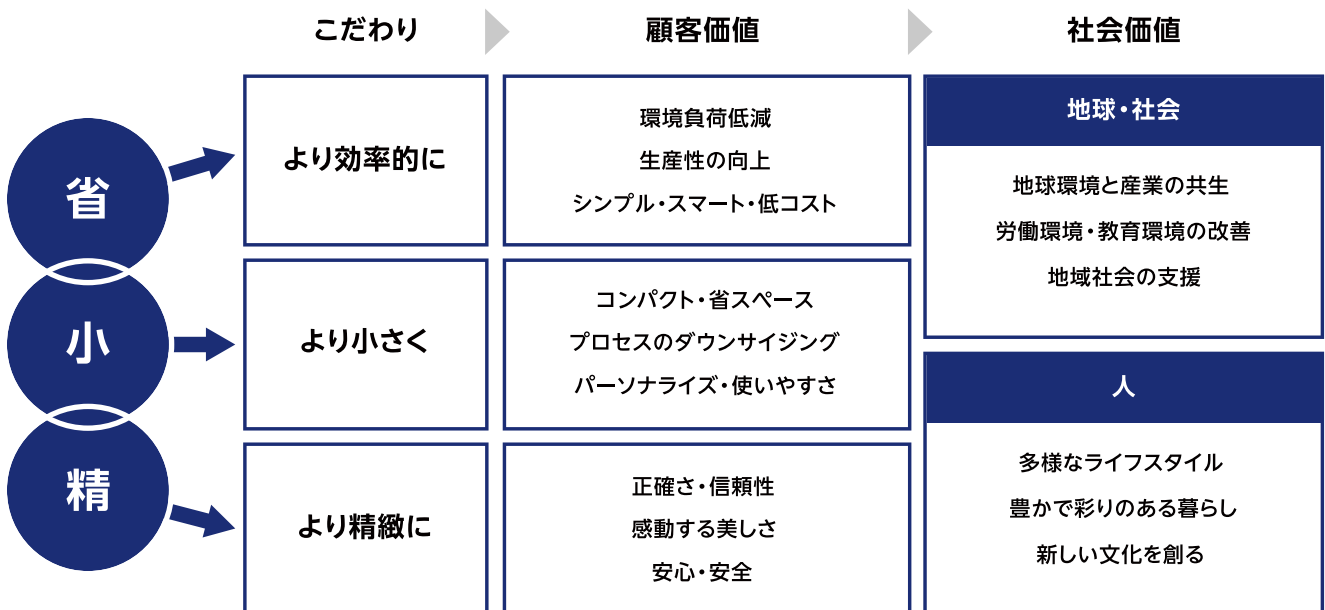 こだわり
顧客価値
社会価値
省
より効率的に
環境負荷低減
生産性の向上
シンプル・スマート・低コスト
小
より小さく
コンパクト・省スペース
プロセスのダウンサイジング
パーソナライズ・使いやすさ
精
より精緻に
正確さ・信頼性
感動する美しさ
安心・安全
地球・社会
地球環境と産業の共生
労働環境・教育環境の改善
地域社会の支援
人
多様なライフスタイル
豊かで彩りのある暮らし
新しい文化を創る